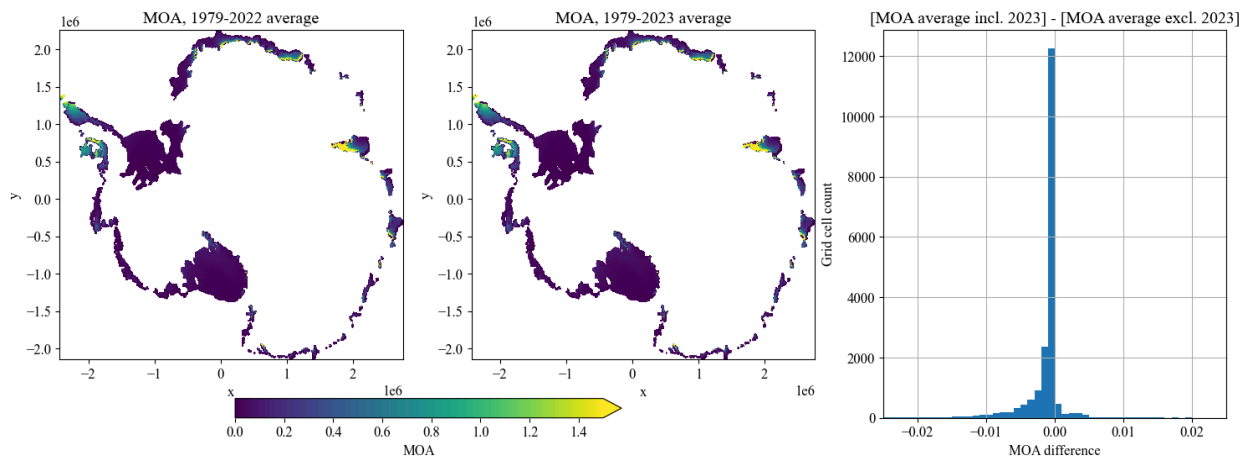 MOA, 1979-2022 average
1e6
2.0
1.5
1.0
0.5
0.0
−0.5
−1.0
−1.5
−2.0
y
−2 −1 0 1 2
x
1e6
MOA, 1979-2023 average
1e6
2.0
1.5
1.0
0.5
0.0
−0.5
−1.0
−1.5
−2.0
y
−2 −1 0 1 2
x
1e6
0.0 0.2 0.4 0.6 0.8 1.0 1.2 1.4
MOA
[MOA average incl. 2023] - [MOA average excl. 2023]
12000
10000
8000
6000
4000
2000
0
Grid cell count
−0.02 −0.01 0.00 0.01 0.02
MOA difference